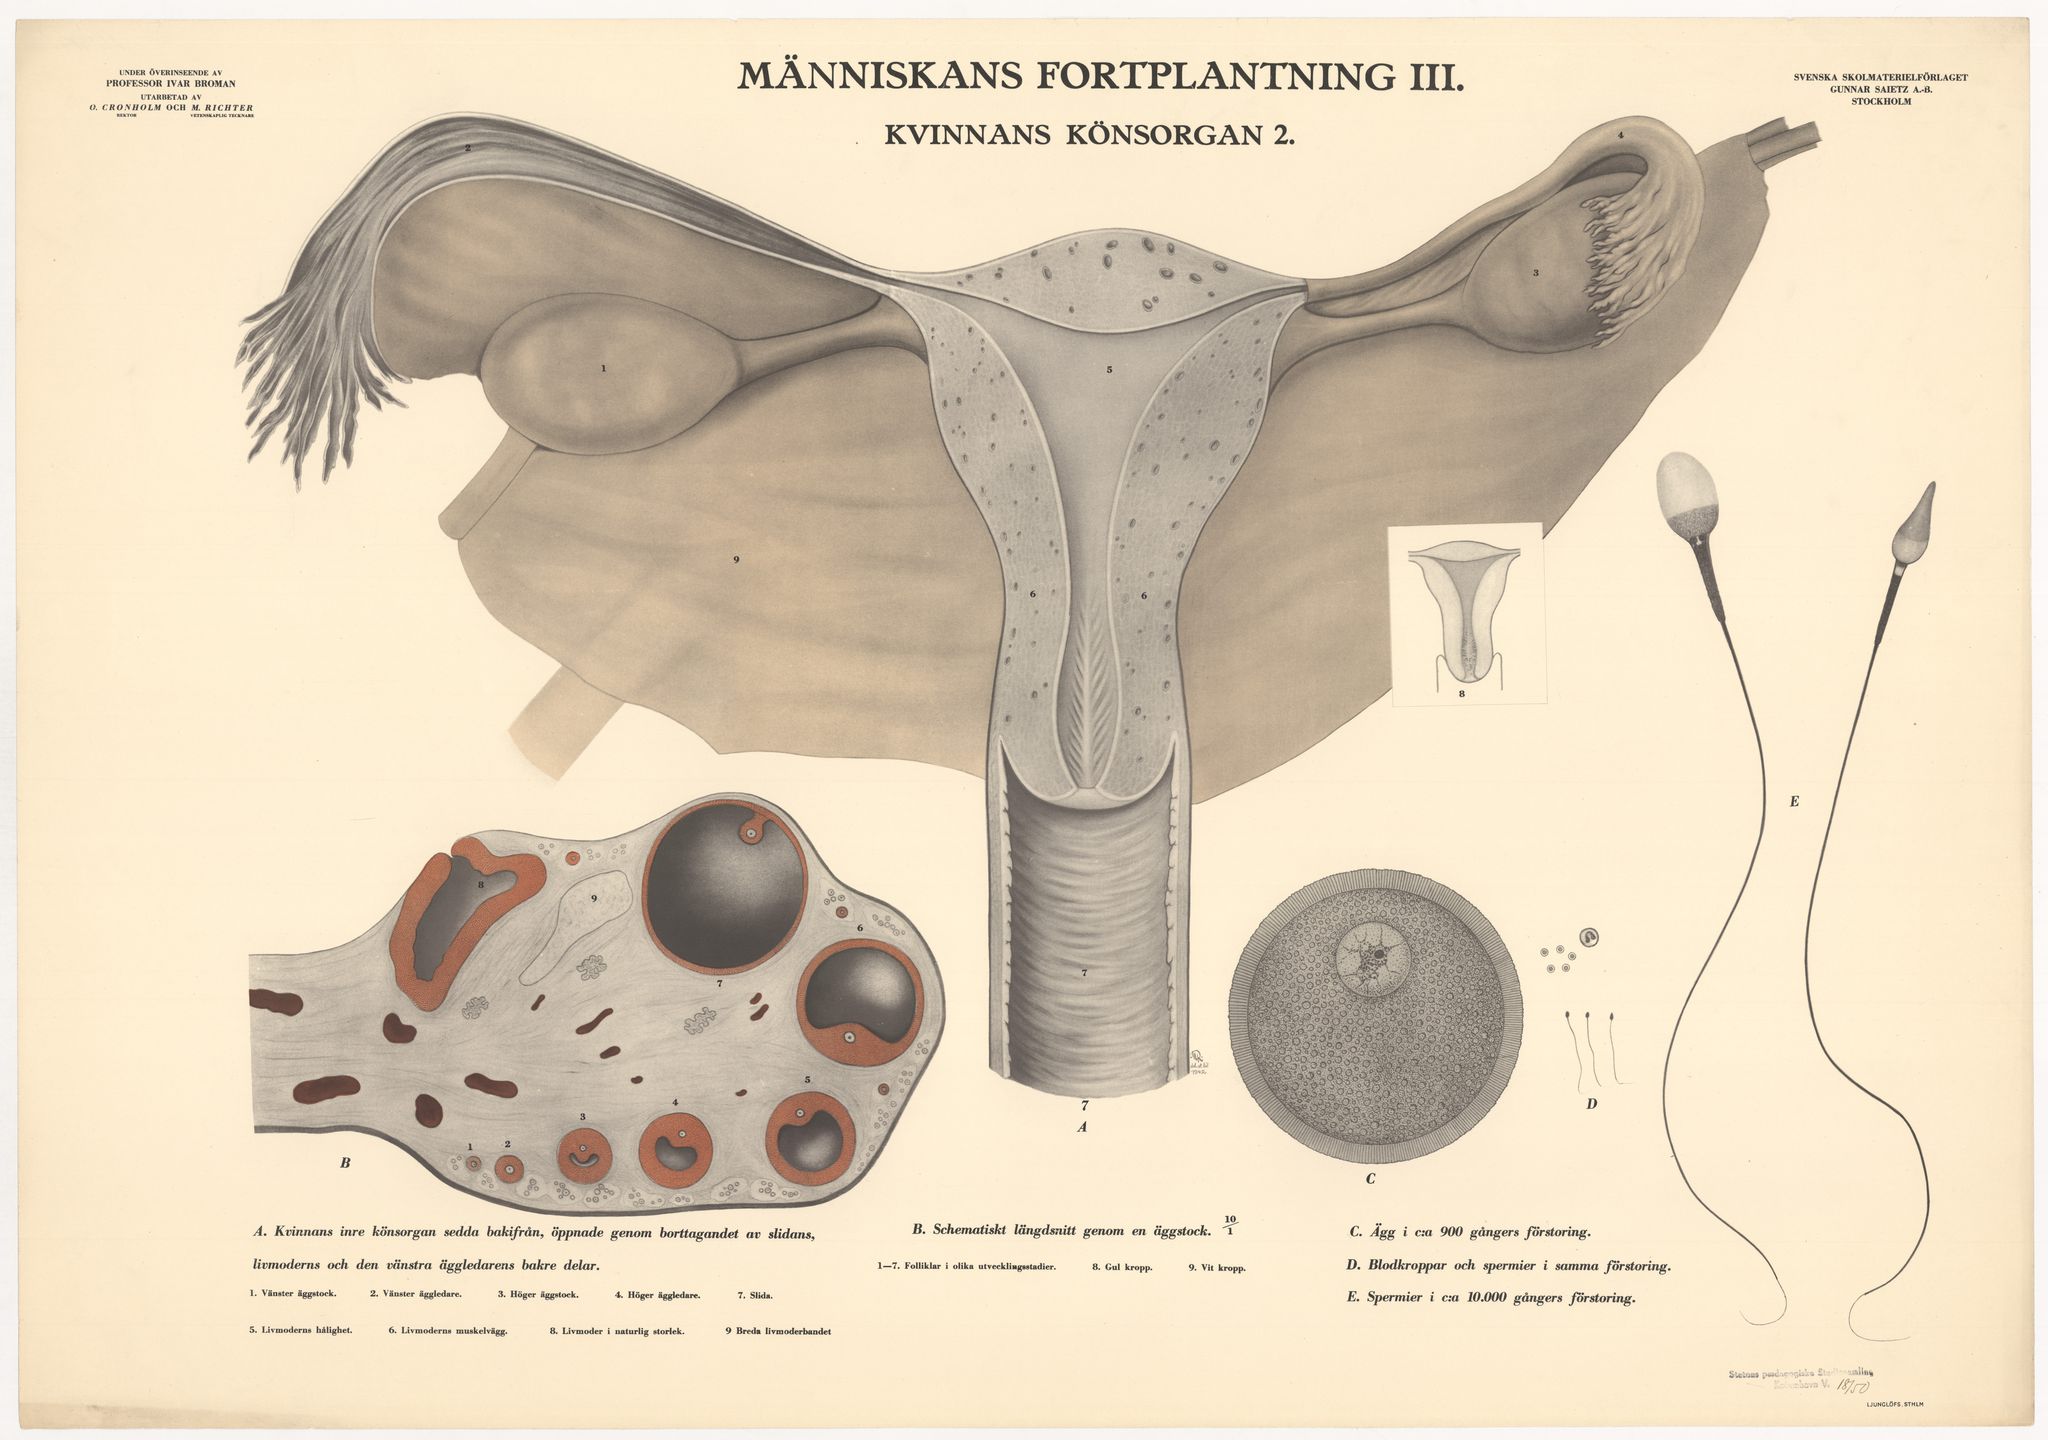 UNDER ÖVERINSEENDE AV
PROFESSOR IVAR BROMAN
UTARBETAD AV
O. CRONHOLM OCH M. RICHTER
REKTOR VETENSKAPLIG TECKNARE
MÄNNISKANS FORTPLANTNING III.
KVINNANS KÖNSORGAN 2.
SVENSKA SKOLMATERIELFÖRLAGET
GUNNAR SAIETZ A.-B.
STOCKHOLM
2
4
3
1
5
9
6
6
8
7
7
A
E
8
9
7
6
5
4
3
2
1
B
C
D
A. Kvinnans inre könsorgan sedda bakifrån, öppnade genom borttagandet av slidans,
livmoderns och den vänstra äggledarens bakre delar.
1. Vänster äggstock. 2. Vänster äggledare. 3. Höger äggstock. 4. Höger äggledare. 7. Slida.
5. Livmoderns hålighet. 6. Livmoderns muskelvägg. 8. Livmoder i naturlig storlek. 9 Breda livmoderbandet
B. Schematiskt längdsnitt genom en äggstock. 10/1
1—7. Folliklar i olika utvecklingsstadier. 8. Gul kropp. 9. Vit kropp.
C. Ägg i c:a 900 gångers förstoring.
D. Blodkroppar och spermier i samma förstoring.
E. Spermier i c:a 10.000 gångers förstoring.
Statens pædagogiske Studiesamling
København V. 18/50
LJUNGLÖFS, STHLM